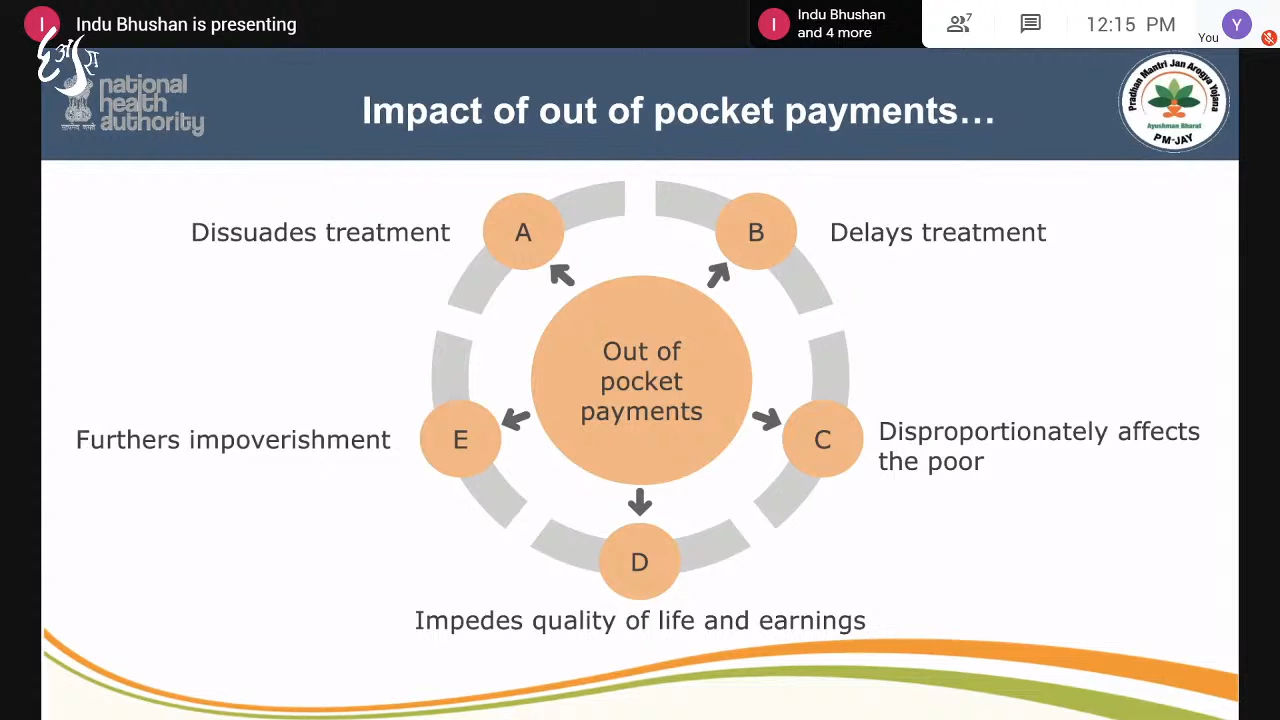 I
Indu Bhushan is presenting
I
Indu Bhushan
and 4 more
7
12:15 PM
You
Y
national
health
authority
Impact of out of pocket payments…
Pradhan Mantri Jan Arogya Yojana
Ayushman Bharat
PM-JAY
Dissuades treatment
A
B
Delays treatment
Out of
pocket
payments
Furthers impoverishment
E
C
Disproportionately affects
the poor
D
Impedes quality of life and earnings